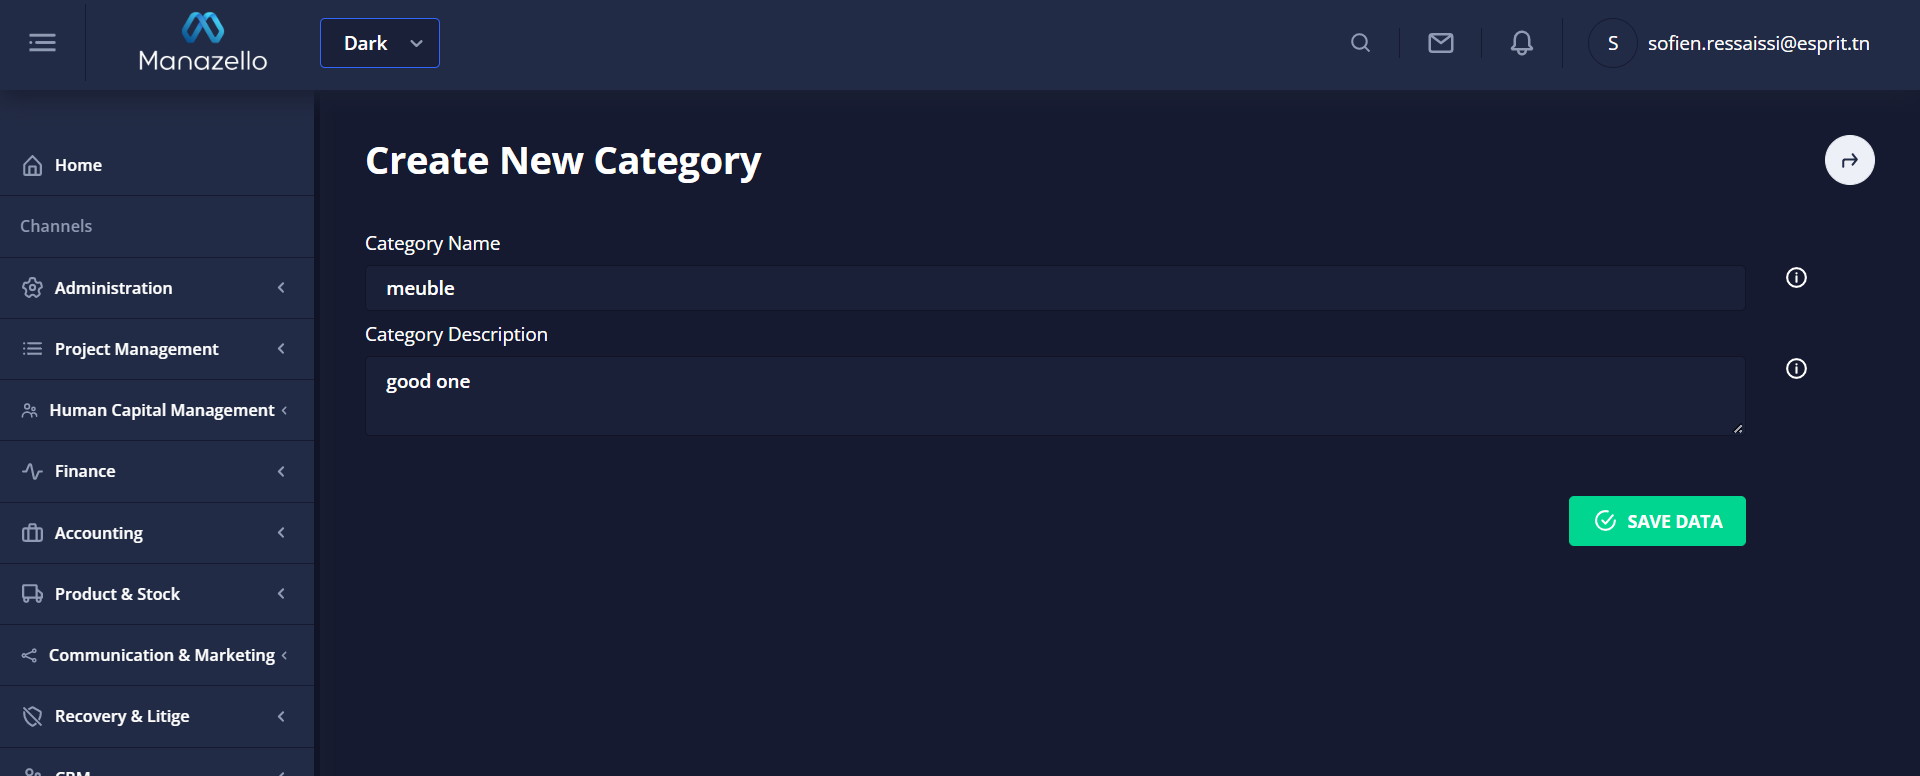 Manazello
Dark
S
sofien.ressaissi@esprit.tn
Home
Channels
Administration
Project Management
Human Capital Management
Finance
Accounting
Product & Stock
Communication & Marketing
Recovery & Litige
CRM
Create New Category
Category Name
meuble
Category Description
good one
SAVE DATA